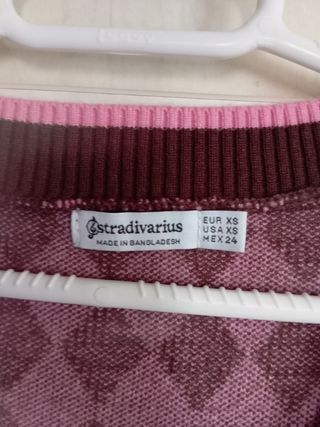 stradivarius
MADE IN BANGLADESH
EUR XS
USA XS
MEX 24